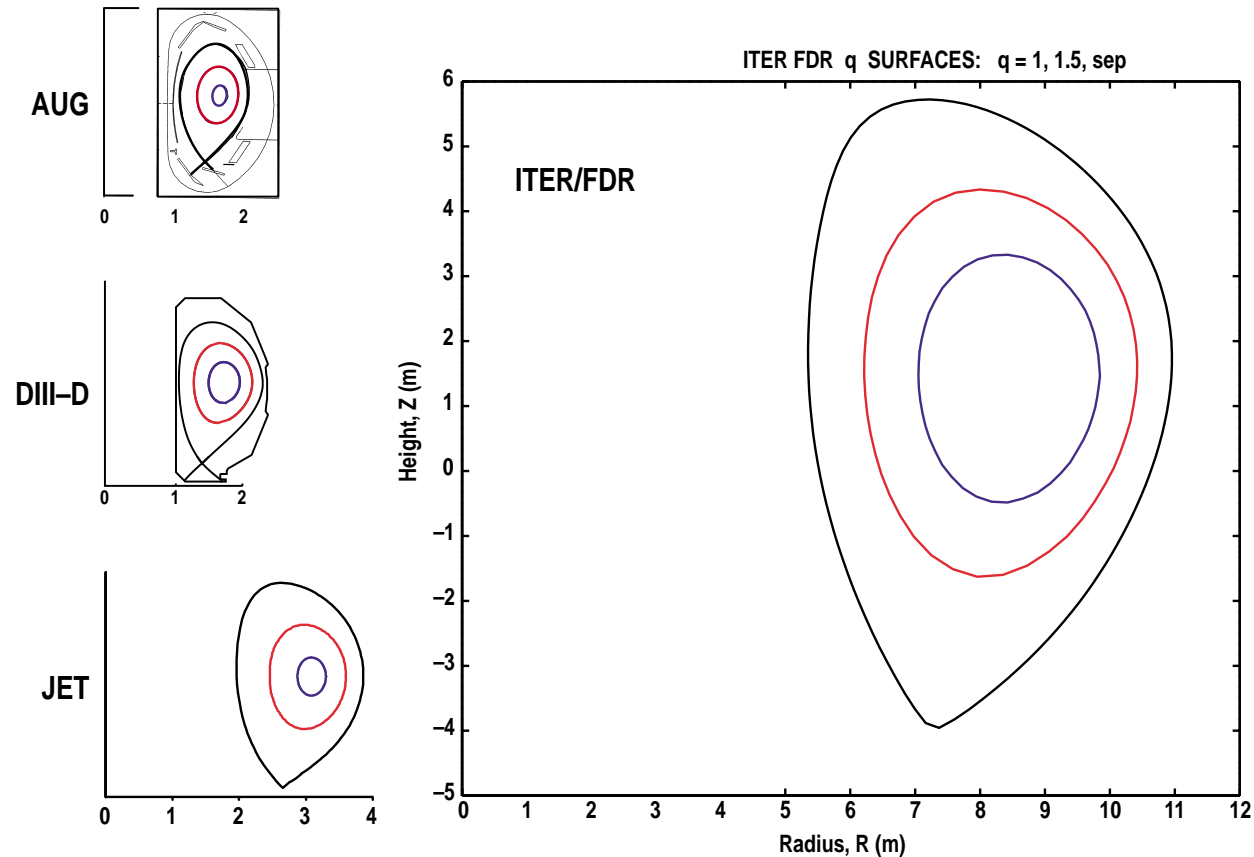 AUG
0 1 2
DIII–D
0 1 2
JET
0 1 2 3 4
ITER FDR q SURFACES: q = 1, 1.5, sep
ITER/FDR
Height, Z (m)
6
5
4
3
2
1
0
–1
–2
–3
–4
–5
0 1 2 3 4 5 6 7 8 9 10 11 12
Radius, R (m)